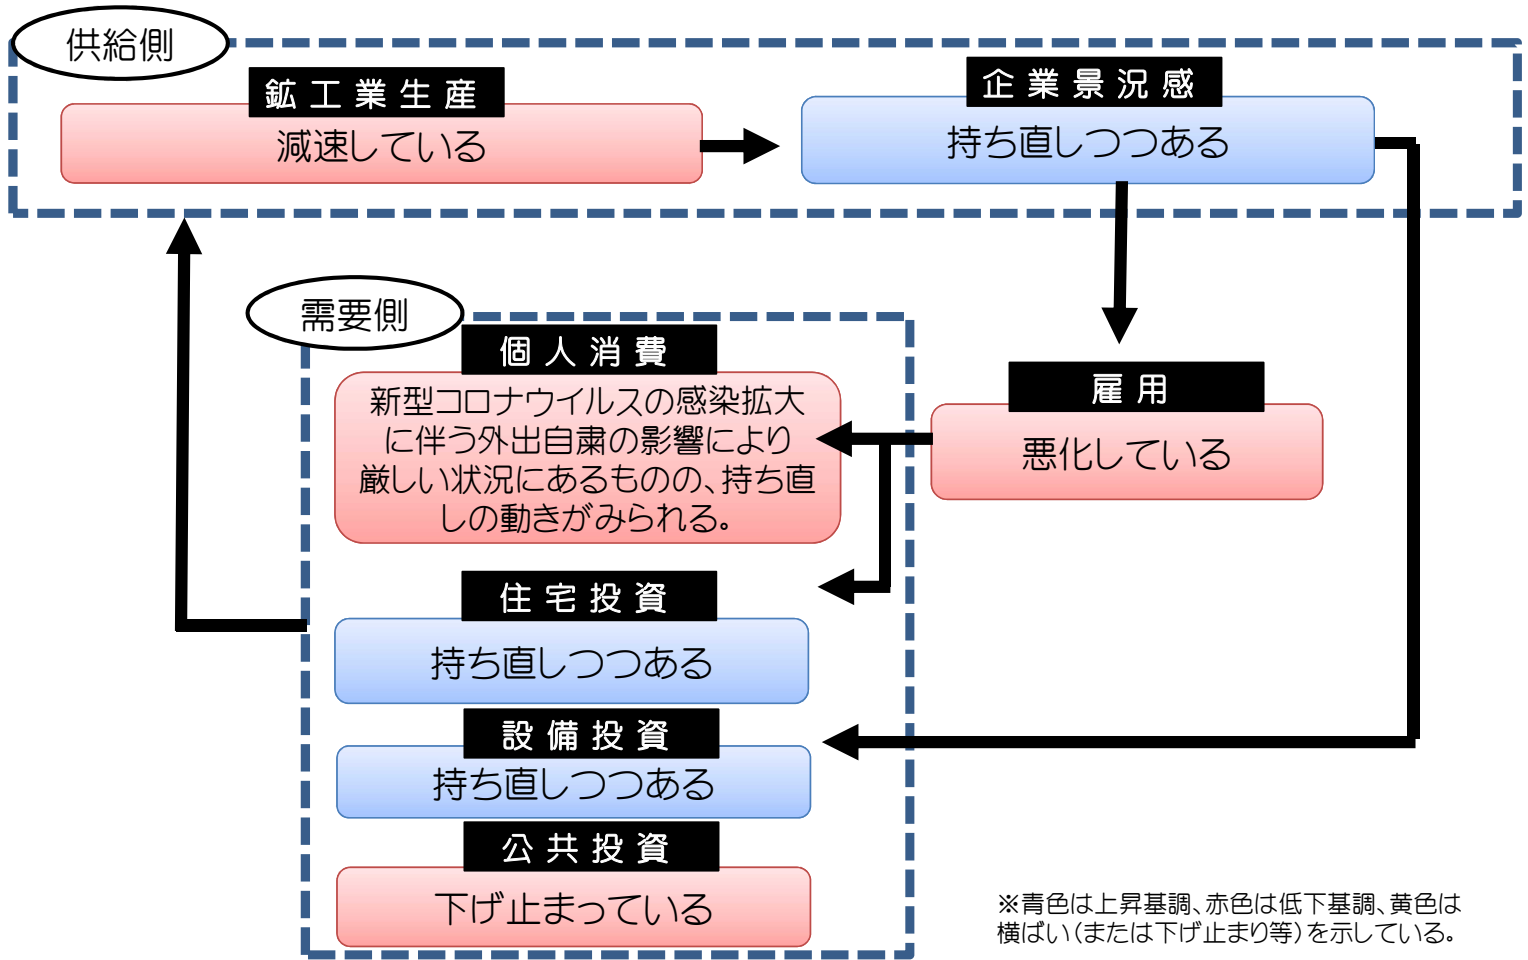 供給側
鉱工業生産
減速している
企業景況感
持ち直しつつある
需要側
個人消費
新型コロナウイルスの感染拡大
に伴う外出自粛の影響により
厳しい状況にあるものの、持ち直
しの動きがみられる。
雇用
悪化している
住宅投資
持ち直しつつある
設備投資
持ち直しつつある
公共投資
下げ止まっている
※青色は上昇基調、赤色は低下基調、黄色は
横ばい(または下げ止まり等)を示している。